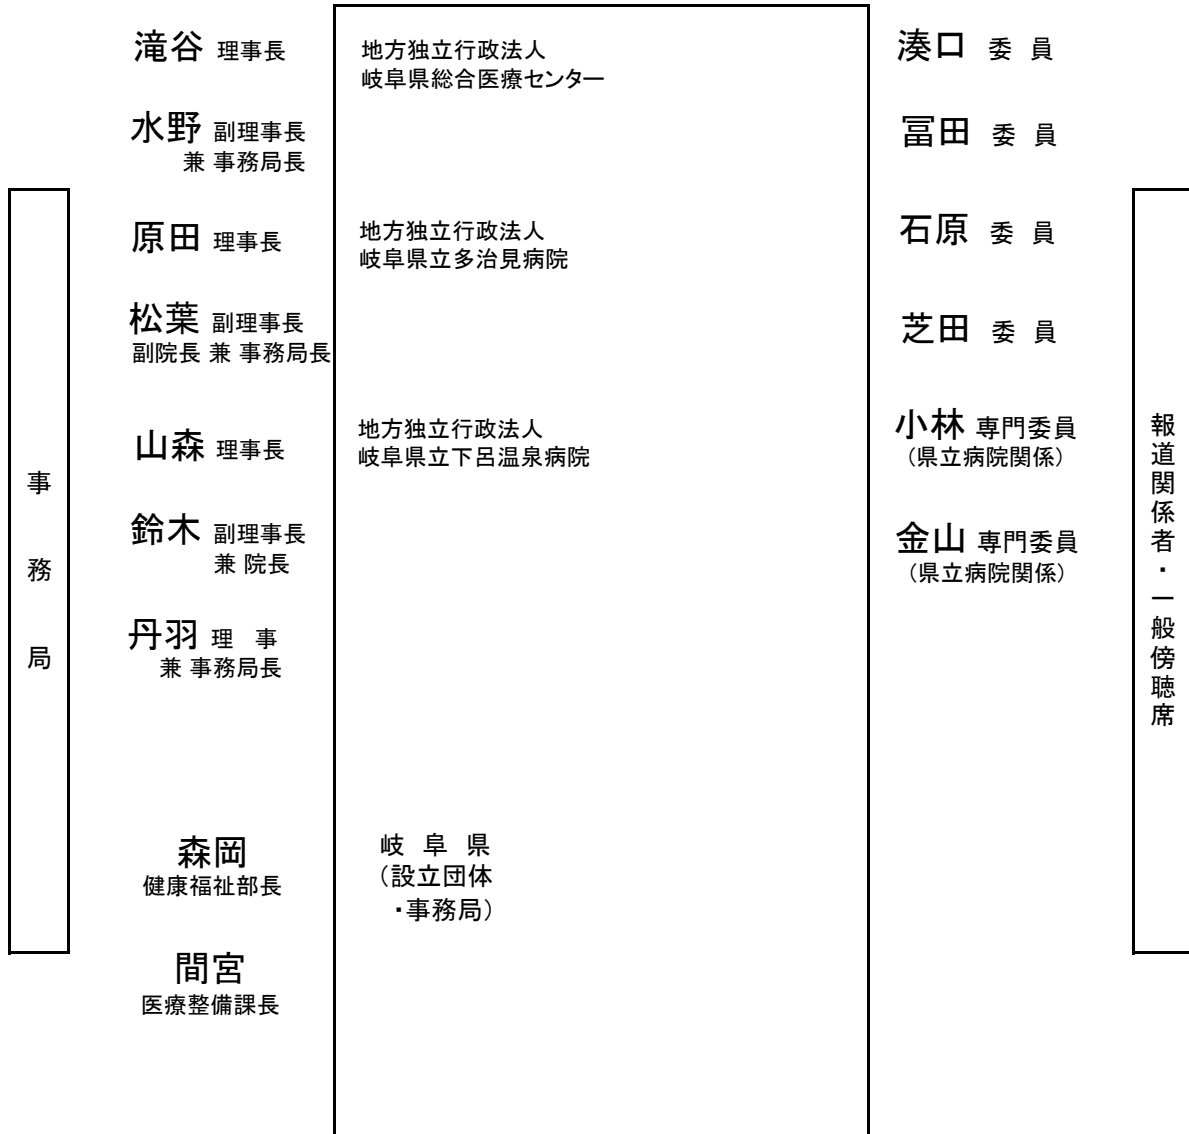 滝谷 理事長
地方独立行政法人
岐阜県総合医療センター
水野 副理事長
兼 事務局長
原田 理事長
地方独立行政法人
岐阜県立多治見病院
松葉 副理事長
副院長 兼 事務局長
山森 理事長
地方独立行政法人
岐阜県立下呂温泉病院
鈴木 副理事長
兼 院長
丹羽 理 事
兼 事務局長
森岡
健康福祉部長
岐 阜 県
（設立団体
・事務局）
間宮
医療整備課長
湊口 委 員
冨田 委 員
石原 委 員
芝田 委 員
小林 専門委員
（県立病院関係）
金山 専門委員
（県立病院関係）
事務局
報道関係者・一般傍聴席